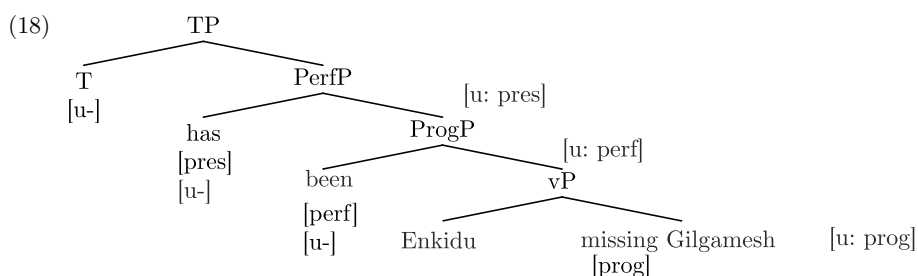 (18)
TP
T
PerfP
[u-]
[u: pres]
has
ProgP
[pres]
[u-]
[u: perf]
been
vP
[perf]
[u-]
Enkidu
missing Gilgamesh
[u: prog]
[prog]